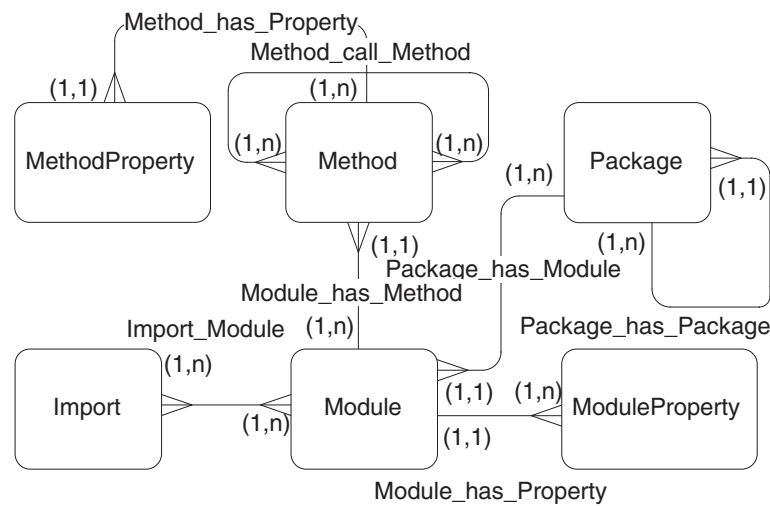 Method_has_Property
Method_call_Method
(1,1)
(1,n)
MethodProperty
(1,n)
Method
(1,n)
Package
(1,n)
(1,1)
(1,1)
(1,n)
Package_has_Module
Module_has_Method
Import_Module
(1,n)
Package_has_Package
(1,n)
Import
(1,n)
Module
(1,1)
(1,n)
ModuleProperty
(1,1)
Module_has_Property